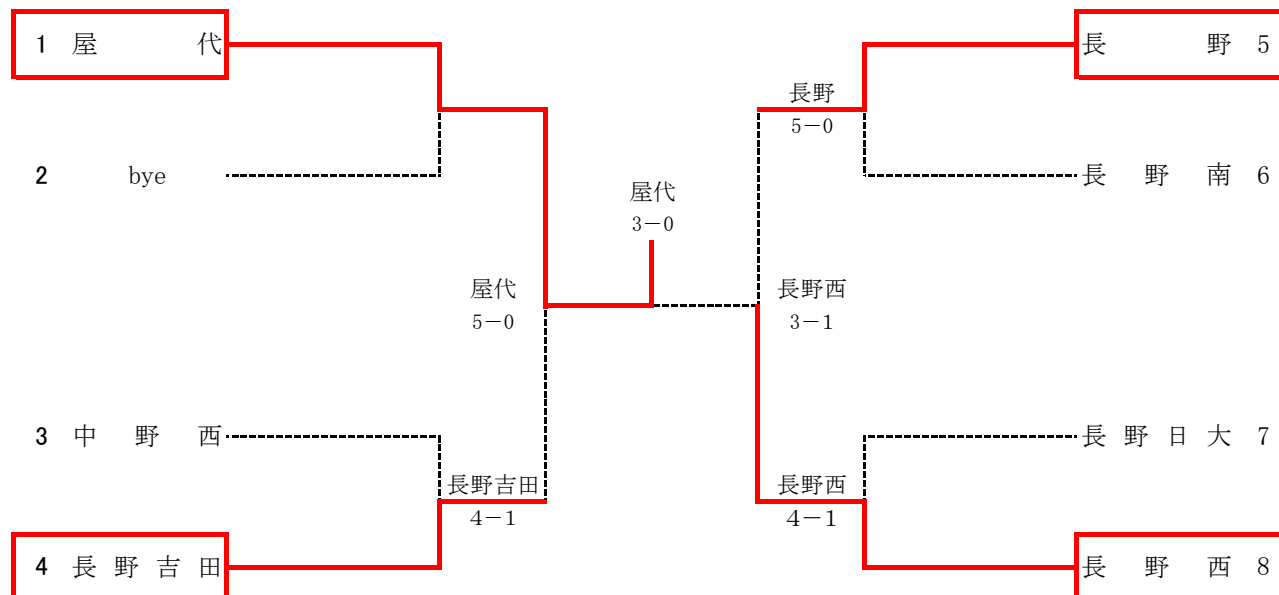 1 屋代
2 bye
3 中野西
4 長野吉田
屋代
5－0
長野吉田
4－1
屋代
3－0
長野
5－0
長野西
3－1
長野西
4－1
長野 5
長野南 6
長野日大 7
長野西 8